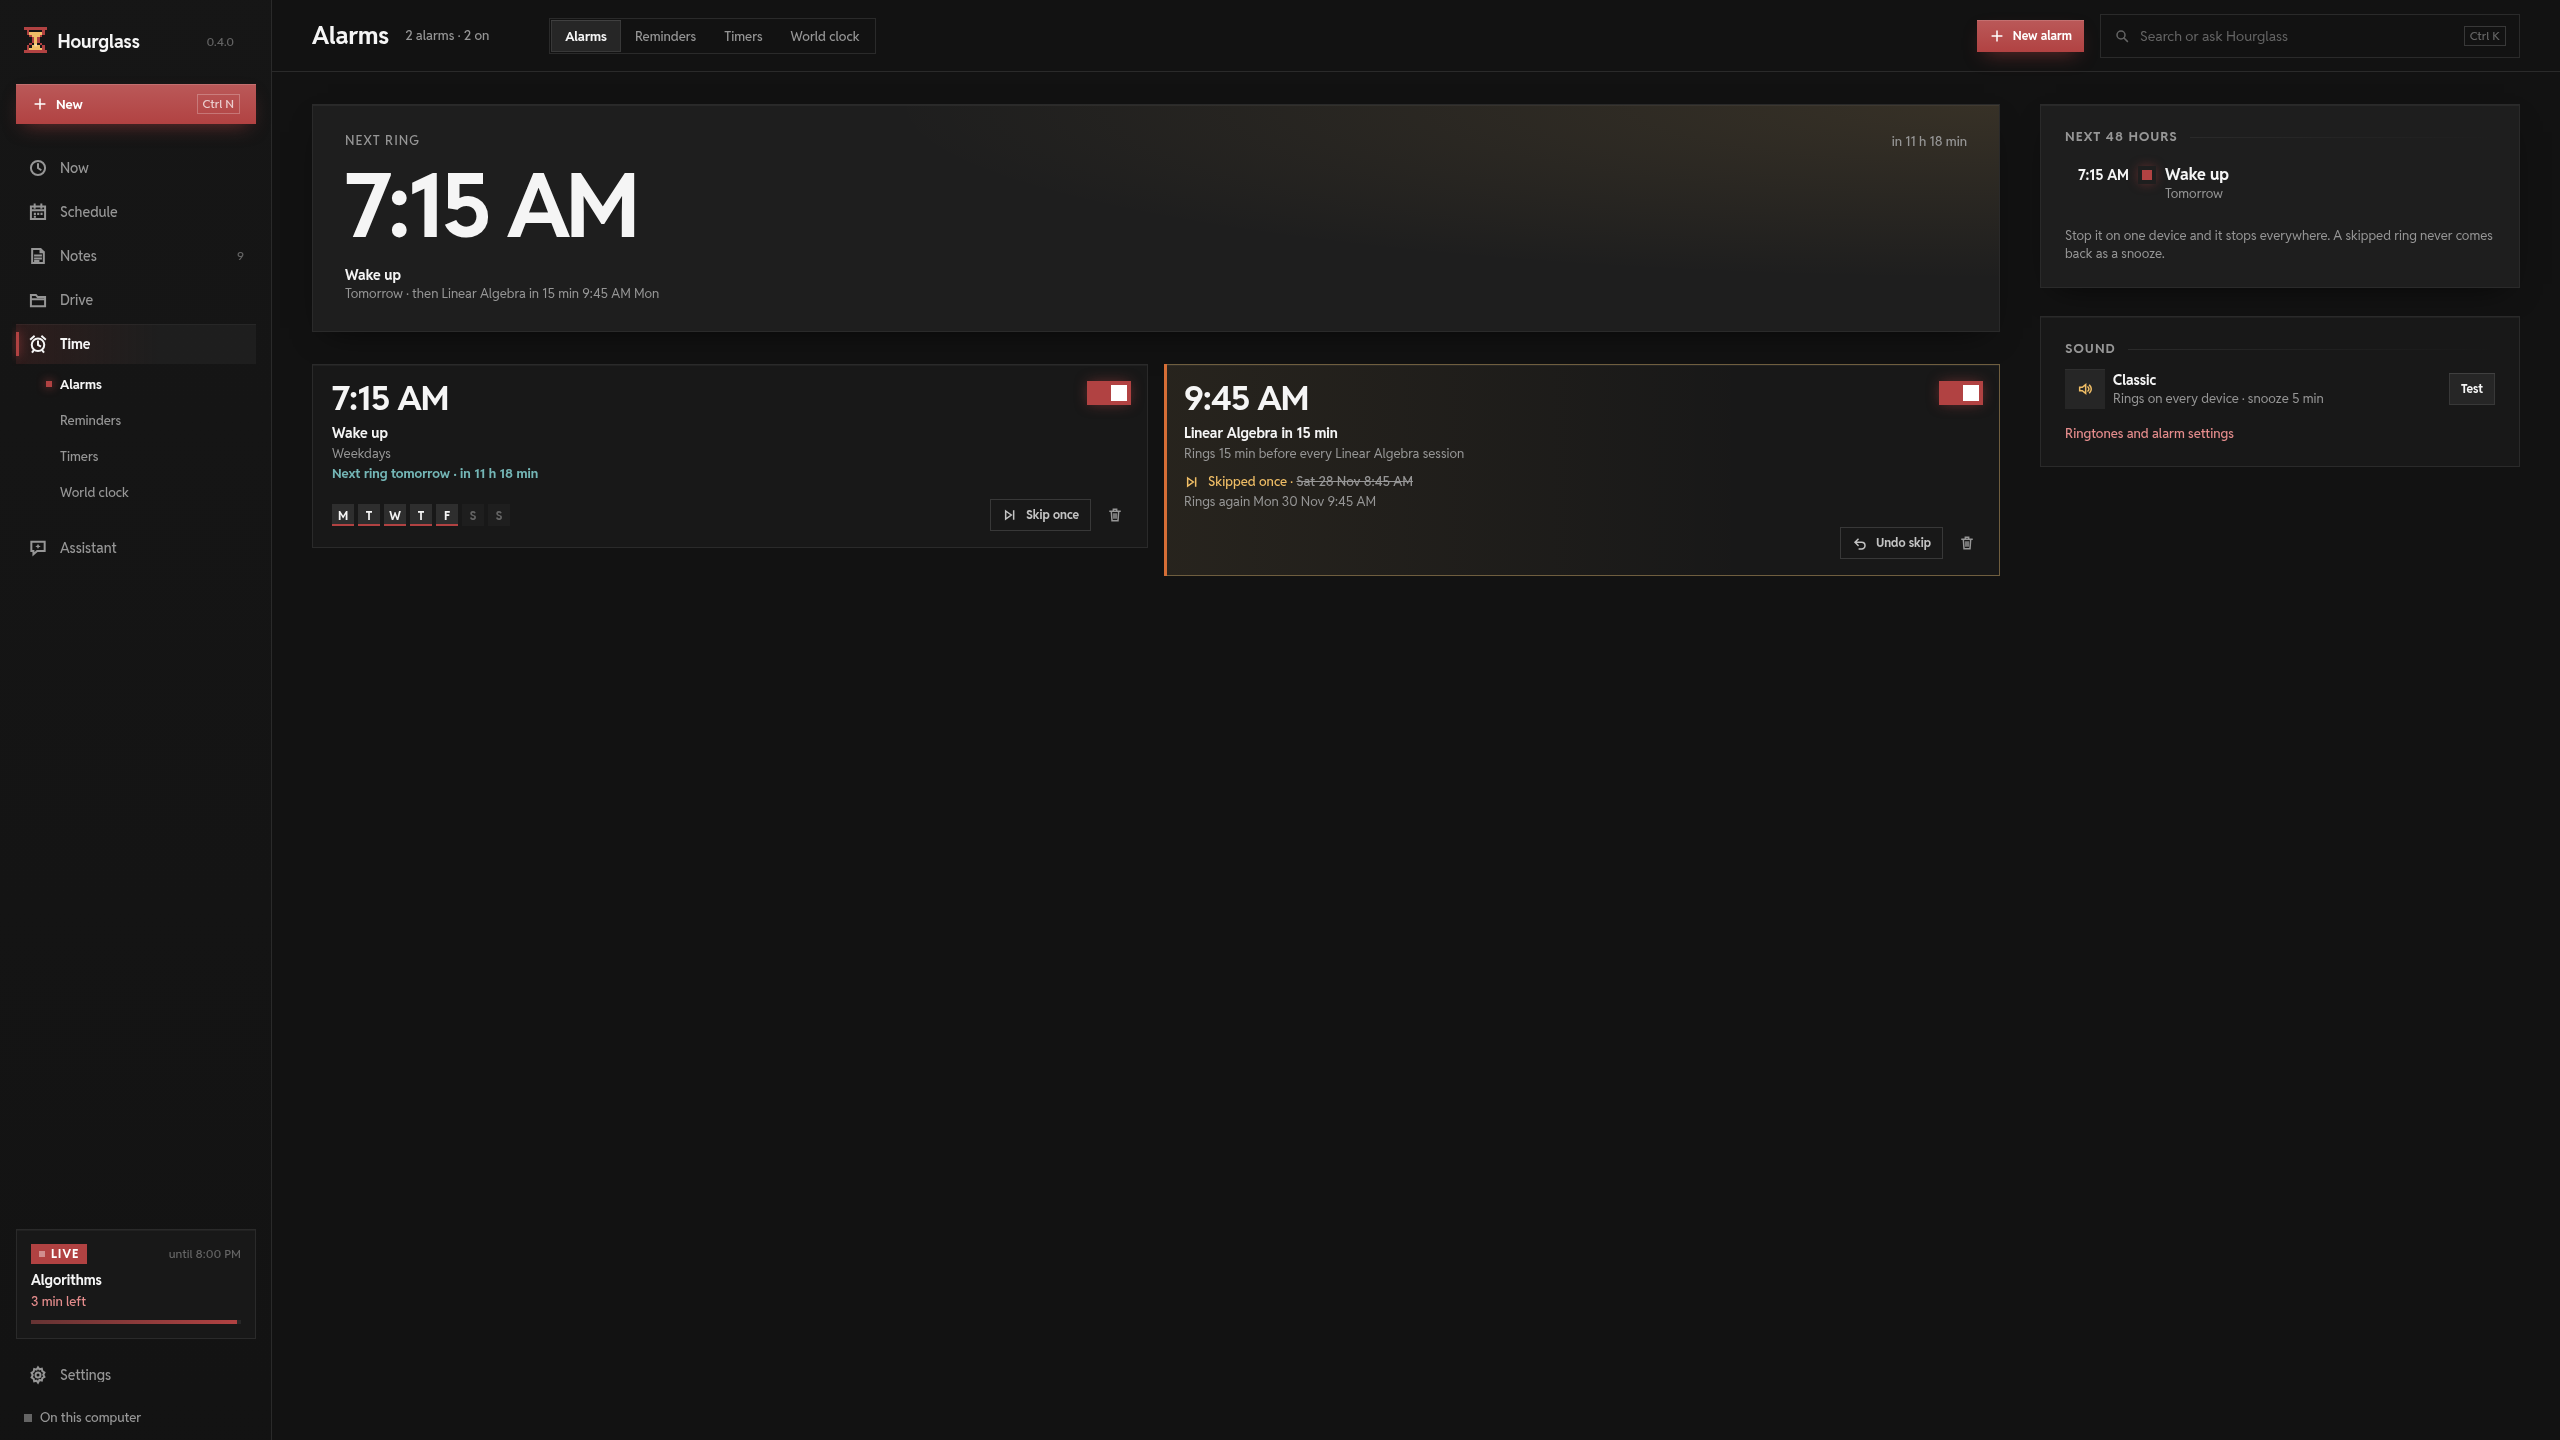 Hourglass
0.4.0
New
Ctrl N
Now
Schedule
Notes
9
Drive
Time
Alarms
Reminders
Timers
World clock
Assistant
LIVE
until 8:00 PM
Algorithms
3 min left
Settings
On this computer
Alarms
2 alarms · 2 on
Alarms
Reminders
Timers
World clock
New alarm
Search or ask Hourglass
Ctrl K
NEXT RING
in 11 h 18 min
7:15 AM
Wake up
Tomorrow · then Linear Algebra in 15 min 9:45 AM Mon
7:15 AM
Wake up
Weekdays
Next ring tomorrow · in 11 h 18 min
M T W T F S S
Skip once
9:45 AM
Linear Algebra in 15 min
Rings 15 min before every Linear Algebra session
Skipped once · Sat 28 Nov 8:45 AM
Rings again Mon 30 Nov 9:45 AM
Undo skip
NEXT 48 HOURS
7:15 AM
Wake up
Tomorrow
Stop it on one device and it stops everywhere. A skipped ring never comes
back as a snooze.
SOUND
Classic
Rings on every device · snooze 5 min
Test
Ringtones and alarm settings